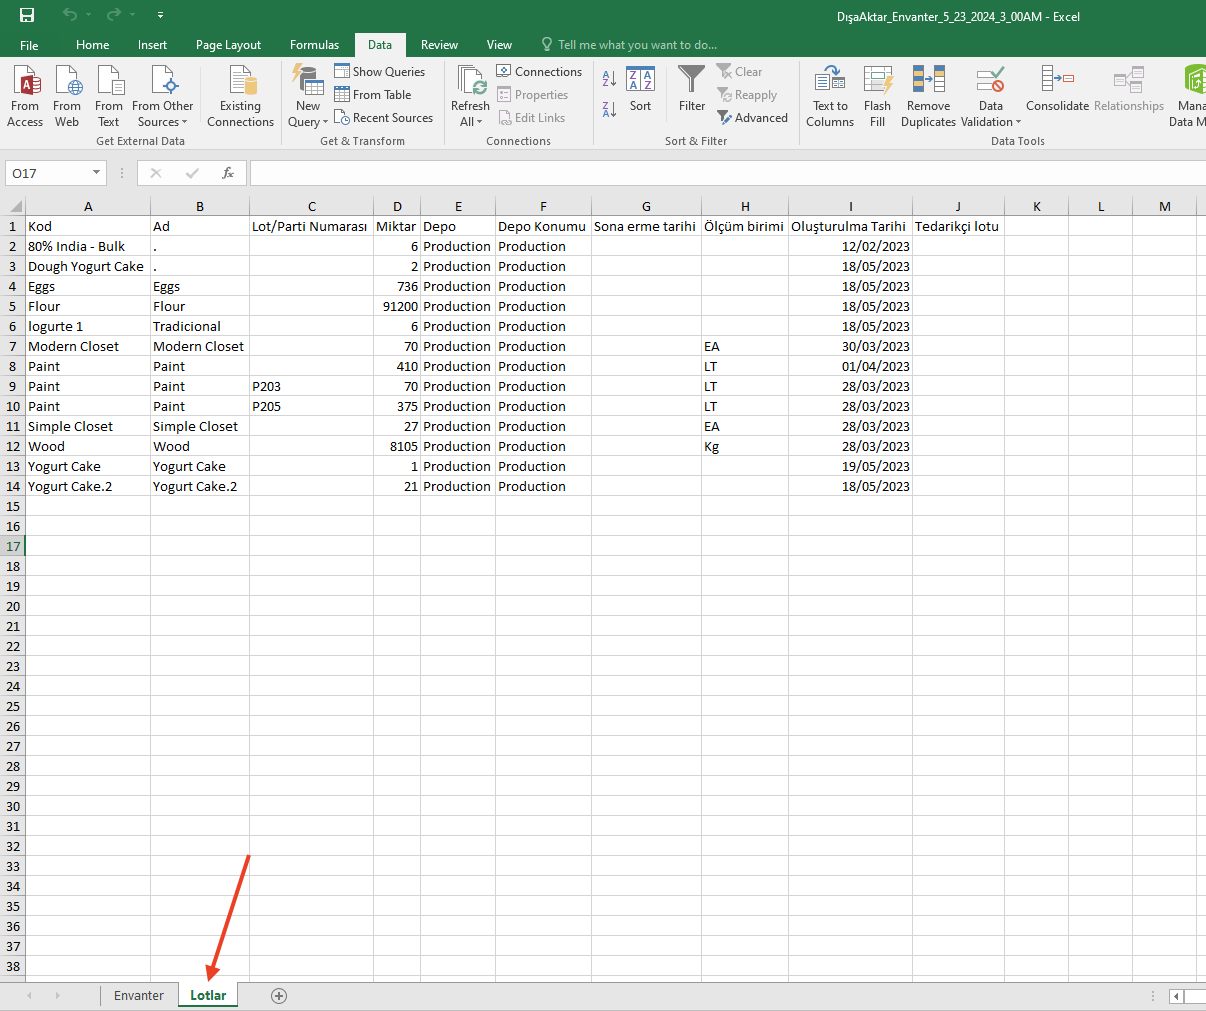 DışaAktar_Envanter_5_23_2024_3_00AM - Excel
File Home Insert Page Layout Formulas Data Review View Tell me what you want to do...
From Access
From Web
From Text
From Other Sources
Existing Connections
Get External Data
New Query
Show Queries
From Table
Recent Sources
Get & Transform
Refresh All
Connections
Properties
Edit Links
Connections
Sort
Filter
Clear
Reapply
Advanced
Sort & Filter
Text to Columns
Flash Fill
Remove Duplicates
Data Validation
Consolidate
Relationships
Data Tools
O17 fx
A B C D E F G H I J K L M
1 Kod Ad Lot/Parti Numarası Miktar Depo Depo Konumu Sona erme tarihi Ölçüm birimi Oluşturulma Tarihi Tedarikçi lotu
2 80% India - Bulk . 6 Production Production 12/02/2023
3 Dough Yogurt Cake . 2 Production Production 18/05/2023
4 Eggs Eggs 736 Production Production 18/05/2023
5 Flour Flour 91200 Production Production 18/05/2023
6 Iogurte 1 Tradicional 6 Production Production 18/05/2023
7 Modern Closet Modern Closet 70 Production Production EA 30/03/2023
8 Paint Paint 410 Production Production LT 01/04/2023
9 Paint Paint P203 70 Production Production LT 28/03/2023
10 Paint Paint P205 375 Production Production LT 28/03/2023
11 Simple Closet Simple Closet 27 Production Production EA 28/03/2023
12 Wood Wood 8105 Production Production Kg 28/03/2023
13 Yogurt Cake Yogurt Cake 1 Production Production 19/05/2023
14 Yogurt Cake.2 Yogurt Cake.2 21 Production Production 18/05/2023
15
16
17
18
19
20
21
22
23
24
25
26
27
28
29
30
31
32
33
34
35
36
37
38
Envanter Lotlar